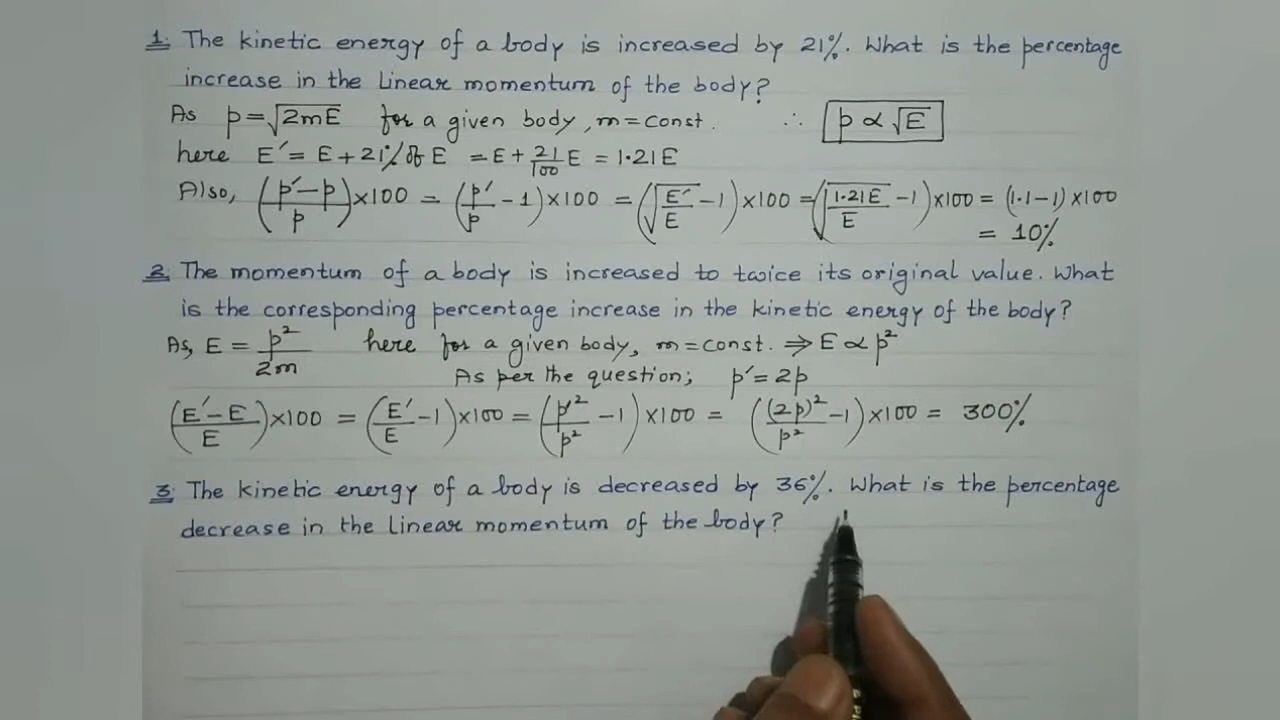 1. The kinetic energy of a body is increased by 21%. What is the percentage
increase in the Linear momentum of the body?
As p = √2mE for a given body, m = const. ∴ p ∝ √E
here E′ = E + 21% of E = E + 21/100 E = 1.21E
Also, (p′-p/p) × 100 = (p′/p - 1) × 100 = (√E′/E - 1) × 100 = (√1.21E/E - 1) × 100 = (1.1-1) × 100
= 10%
2. The momentum of a body is increased to twice its original value. What
is the corresponding percentage increase in the kinetic energy of the body?
As, E = p²/2m here for a given body, m = const. ⇒ E ∝ p²
As per the question; p′ = 2p
(E′-E/E) × 100 = (E′/E - 1) × 100 = (p′²/p² - 1) × 100 = ((2p)²/p² - 1) × 100 = 300%
3. The kinetic energy of a body is decreased by 36%. What is the percentage
decrease in the linear momentum of the body?